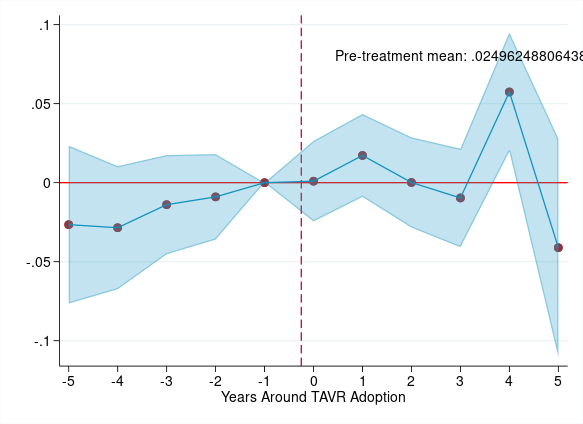 .1
Pre-treatment mean: .02496248806438
.05
0
-.05
-.1
-5 -4 -3 -2 -1 0 1 2 3 4 5
Years Around TAVR Adoption